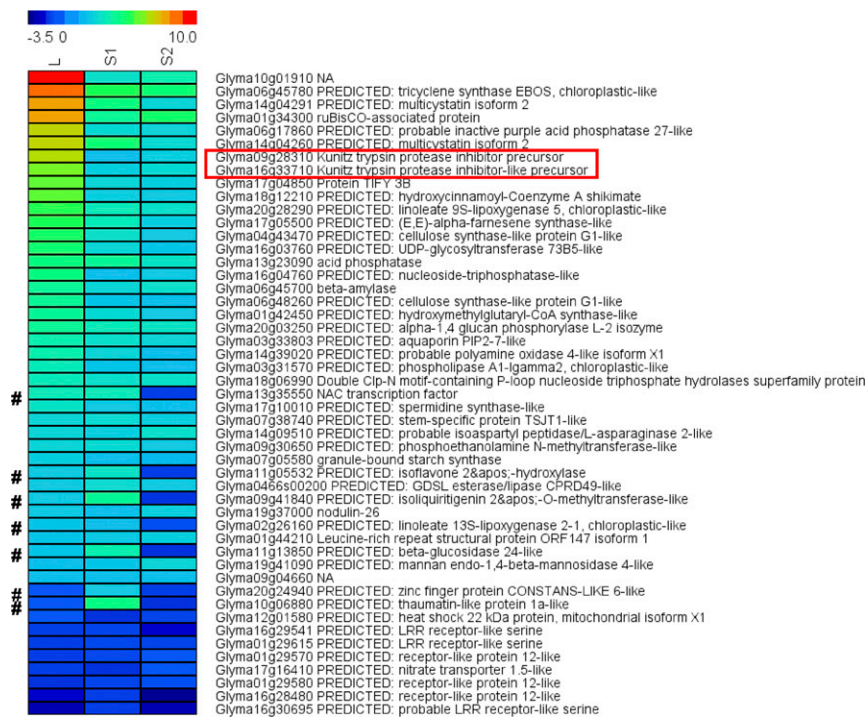 -3.5 0 10.0
L S1 S2
Glyma10g01910 NA
Glyma06g45780 PREDICTED: tricyclene synthase EBOS, chloroplastic-like
Glyma14g04291 PREDICTED: multicystatin isoform 2
Glyma01g34300 ruBisCO-associated protein
Glyma06g17860 PREDICTED: probable inactive purple acid phosphatase 27-like
Glyma14g04260 PREDICTED: multicystatin isoform 2
Glyma09g28310 Kunitz trypsin protease inhibitor precursor
Glyma16g33710 Kunitz trypsin protease inhibitor-like precursor
Glyma17g04850 Protein TIFY 3B
Glyma18g12210 PREDICTED: hydroxycinnamoyl-Coenzyme A shikimate
Glyma20g28290 PREDICTED: linoleate 9S-lipoxygenase 5, chloroplastic-like
Glyma17g05500 PREDICTED: (E,E)-alpha-farnesene synthase-like
Glyma04g43470 PREDICTED: cellulose synthase-like protein G1-like
Glyma16g03760 PREDICTED: UDP-glycosyltransferase 73B5-like
Glyma13g23090 acid phosphatase
Glyma16g04760 PREDICTED: nucleoside-triphosphatase-like
Glyma06g45700 beta-amylase
Glyma06g48260 PREDICTED: cellulose synthase-like protein G1-like
Glyma01g42450 PREDICTED: hydroxymethylglutaryl-CoA synthase-like
Glyma20g03250 PREDICTED: alpha-1,4 glucan phosphorylase L-2 isozyme
Glyma03g33803 PREDICTED: aquaporin PIP2-7-like
Glyma14g39020 PREDICTED: probable polyamine oxidase 4-like isoform X1
Glyma03g31570 PREDICTED: phospholipase A1-Igamma2, chloroplastic-like
Glyma18g06990 Double Clp-N motif-containing P-loop nucleoside triphosphate hydrolases superfamily protein
# Glyma13g35550 NAC transcription factor
Glyma17g10010 PREDICTED: spermidine synthase-like
Glyma07g38740 PREDICTED: stem-specific protein TSJT1-like
Glyma14g09510 PREDICTED: probable isoaspartyl peptidase/L-asparaginase 2-like
Glyma09g30650 PREDICTED: phosphoethanolamine N-methyltransferase-like
Glyma07g05580 granule-bound starch synthase
# Glyma11g05532 PREDICTED: isoflavone 2&apos;-hydroxylase
Glyma0466s00200 PREDICTED: GDSL esterase/lipase CPRD49-like
# Glyma09g41840 PREDICTED: isoliquiritigenin 2&apos;-O-methyltransferase-like
Glyma19g37000 nodulin-26
# Glyma02g26160 PREDICTED: linoleate 13S-lipoxygenase 2-1, chloroplastic-like
Glyma01g44210 Leucine-rich repeat structural protein ORF147 isoform 1
# Glyma11g13850 PREDICTED: beta-glucosidase 24-like
Glyma19g41090 PREDICTED: mannan endo-1,4-beta-mannosidase 4-like
Glyma09g04660 NA
# Glyma20g24940 PREDICTED: zinc finger protein CONSTANS-LIKE 6-like
# Glyma10g06880 PREDICTED: thaumatin-like protein 1a-like
Glyma12g01580 PREDICTED: heat shock 22 kDa protein, mitochondrial isoform X1
Glyma16g29541 PREDICTED: LRR receptor-like serine
Glyma01g29615 PREDICTED: LRR receptor-like serine
Glyma01g29570 PREDICTED: receptor-like protein 12-like
Glyma17g16410 PREDICTED: nitrate transporter 1.5-like
Glyma01g29580 PREDICTED: receptor-like protein 12-like
Glyma16g28480 PREDICTED: receptor-like protein 12-like
Glyma16g30695 PREDICTED: probable LRR receptor-like serine